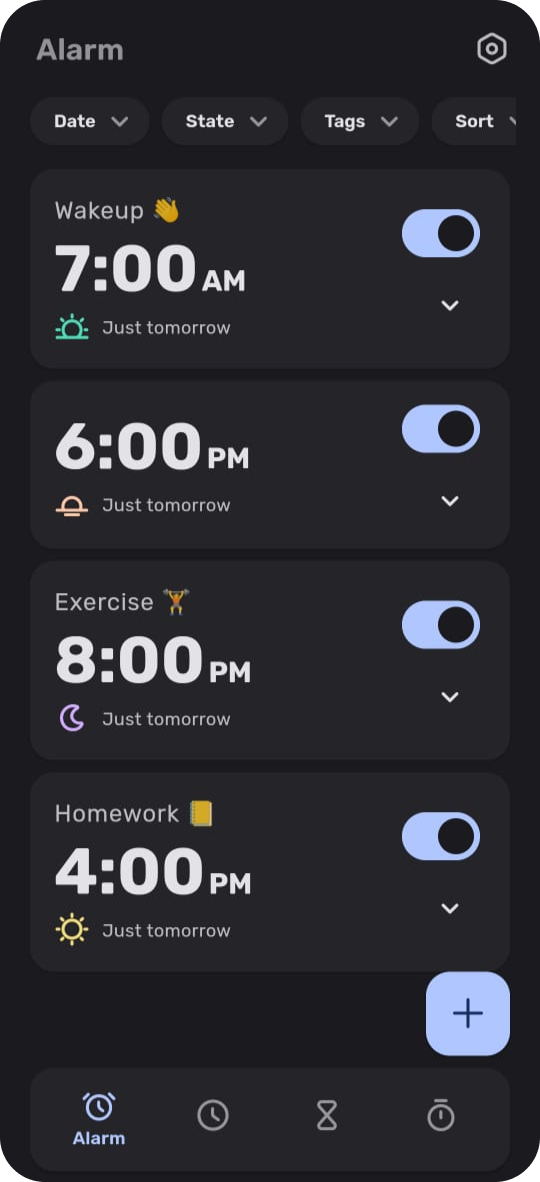 Alarm
Date State Tags Sort
Wakeup 👋
7:00 AM
Just tomorrow
6:00 PM
Just tomorrow
Exercise 🏋
8:00 PM
Just tomorrow
Homework 📒
4:00 PM
Just tomorrow
Alarm